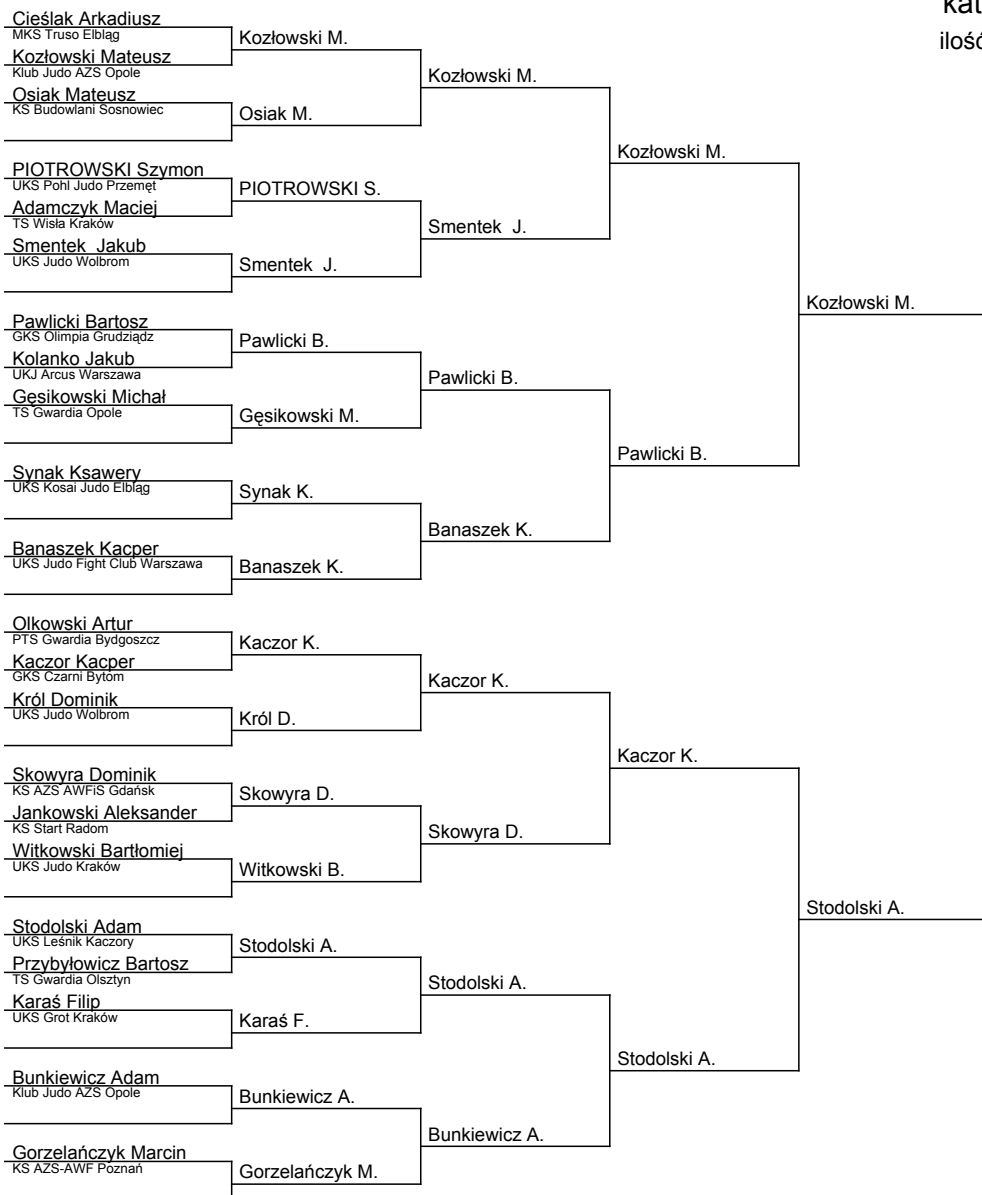 kat
ilość
Cieślak Arkadiusz
MKS Truso Elbląg
Kozłowski Mateusz
Klub Judo AZS Opole
Osiak Mateusz
KS Budowlani Sosnowiec
PIOTROWSKI Szymon
UKS Pohl Judo Przemęt
Adamczyk Maciej
TS Wisła Kraków
Smentek Jakub
UKS Judo Wolbrom
Pawlicki Bartosz
GKS Olimpia Grudziądz
Kolanko Jakub
UKJ Arcus Warszawa
Gęsikowski Michał
TS Gwardia Opole
Synak Ksawery
UKS Kosai Judo Elbląg
Banaszek Kacper
UKS Judo Fight Club Warszawa
Olkowski Artur
PTS Gwardia Bydgoszcz
Kaczor Kacper
GKS Czarni Bytom
Król Dominik
UKS Judo Wolbrom
Skowyra Dominik
KS AZS AWFiS Gdańsk
Jankowski Aleksander
KS Start Radom
Witkowski Bartłomiej
UKS Judo Kraków
Stodolski Adam
UKS Leśnik Kaczory
Przybyłowicz Bartosz
TS Gwardia Olsztyn
Karaś Filip
UKS Grot Kraków
Bunkiewicz Adam
Klub Judo AZS Opole
Gorzelańczyk Marcin
KS AZS-AWF Poznań
Kozłowski M.
Osiak M.
PIOTROWSKI S.
Smentek J.
Pawlicki B.
Gęsikowski M.
Synak K.
Banaszek K.
Kaczor K.
Król D.
Skowyra D.
Witkowski B.
Stodolski A.
Karaś F.
Bunkiewicz A.
Gorzelańczyk M.
Kozłowski M.
Smentek J.
Pawlicki B.
Banaszek K.
Kaczor K.
Skowyra D.
Stodolski A.
Bunkiewicz A.
Kozłowski M.
Pawlicki B.
Kaczor K.
Stodolski A.
Kozłowski M.
Stodolski A.